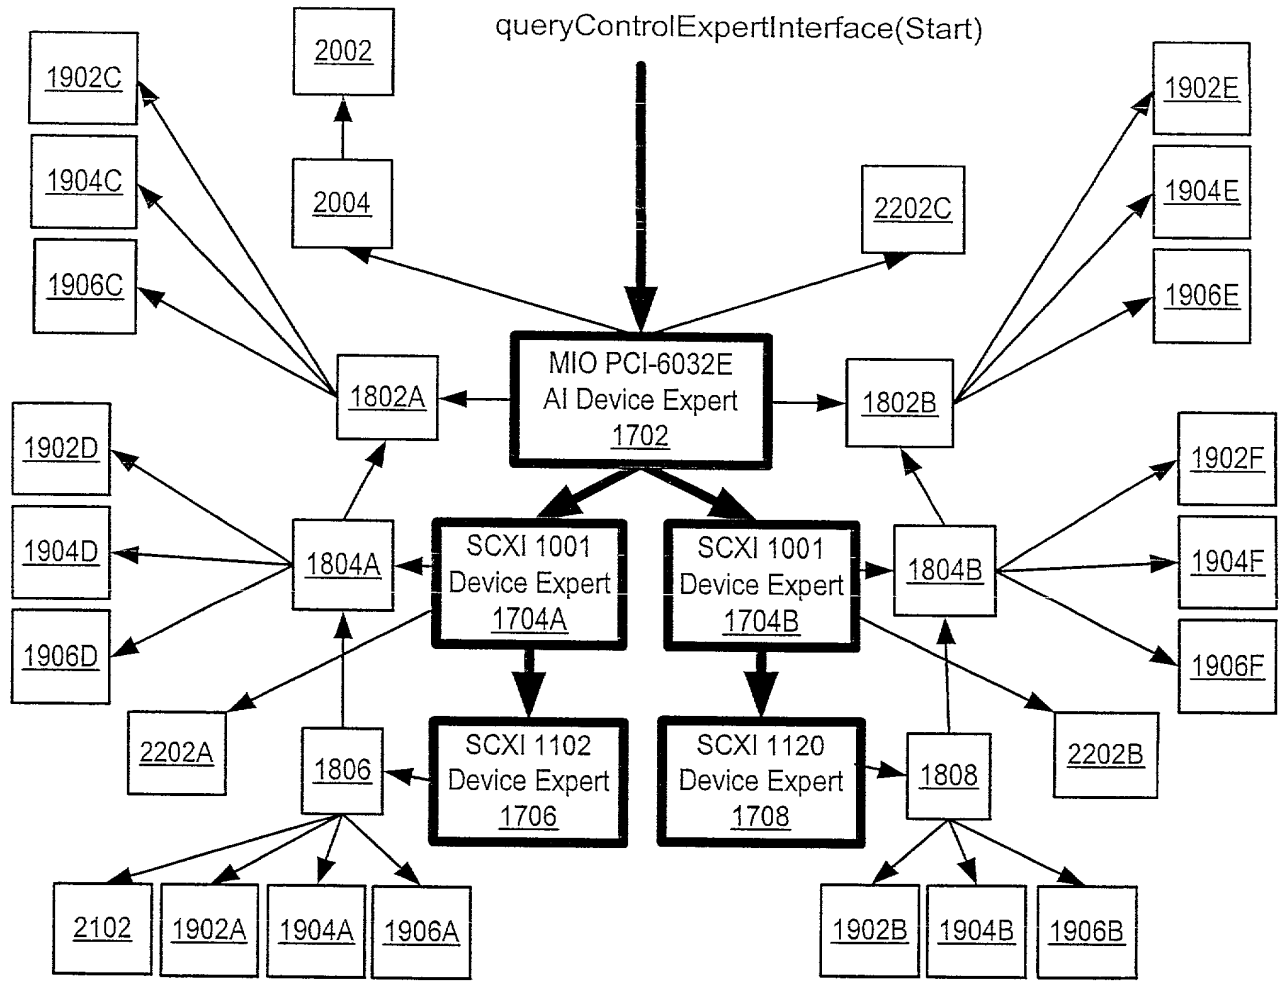 queryControlExpertInterface(Start)
1902C
2002
1902E
1904C
2004
2202C
1904E
1906C
1906E
MIO PCI-6032E
AI Device Expert
1702
1802A
1802B
1902D
1902F
1904D
1804A
SCXI 1001
Device Expert
1704A
SCXI 1001
Device Expert
1704B
1804B
1904F
1906D
1906F
2202A
1806
SCXI 1102
Device Expert
1706
SCXI 1120
Device Expert
1708
1808
2202B
2102
1902A
1904A
1906A
1902B
1904B
1906B